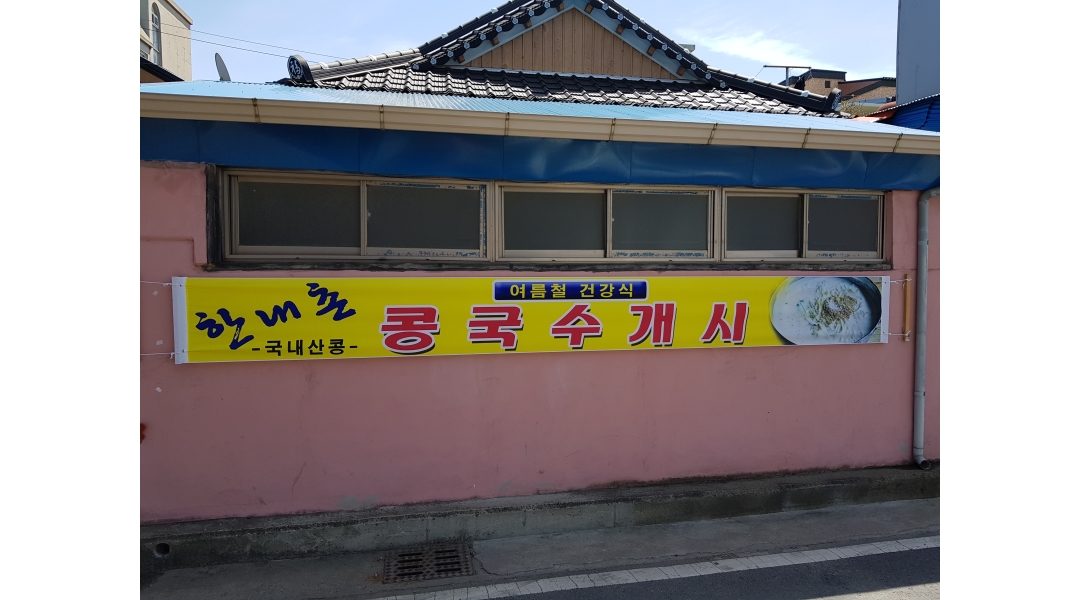 한내촌
-국내산콩-
여름철 건강식
콩국수개시